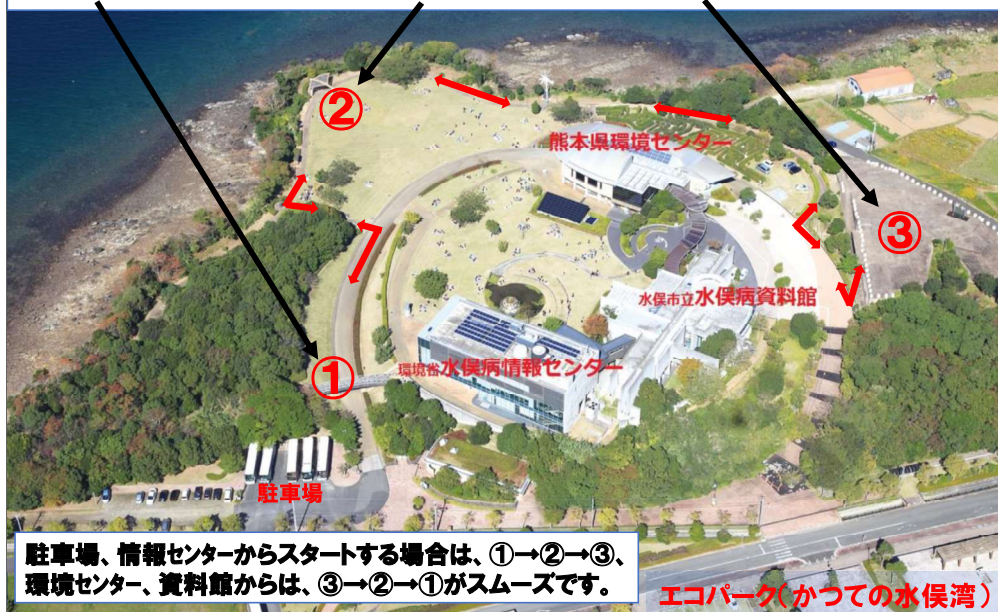 ②
熊本県環境センター
③
水俣市立水俣病資料館
①
環境省水俣病情報センター
駐車場
駐車場、情報センターからスタートする場合は、①→②→③、
環境センター、資料館からは、③→②→①がスムーズです。
エコパーク(かつての水俣湾)